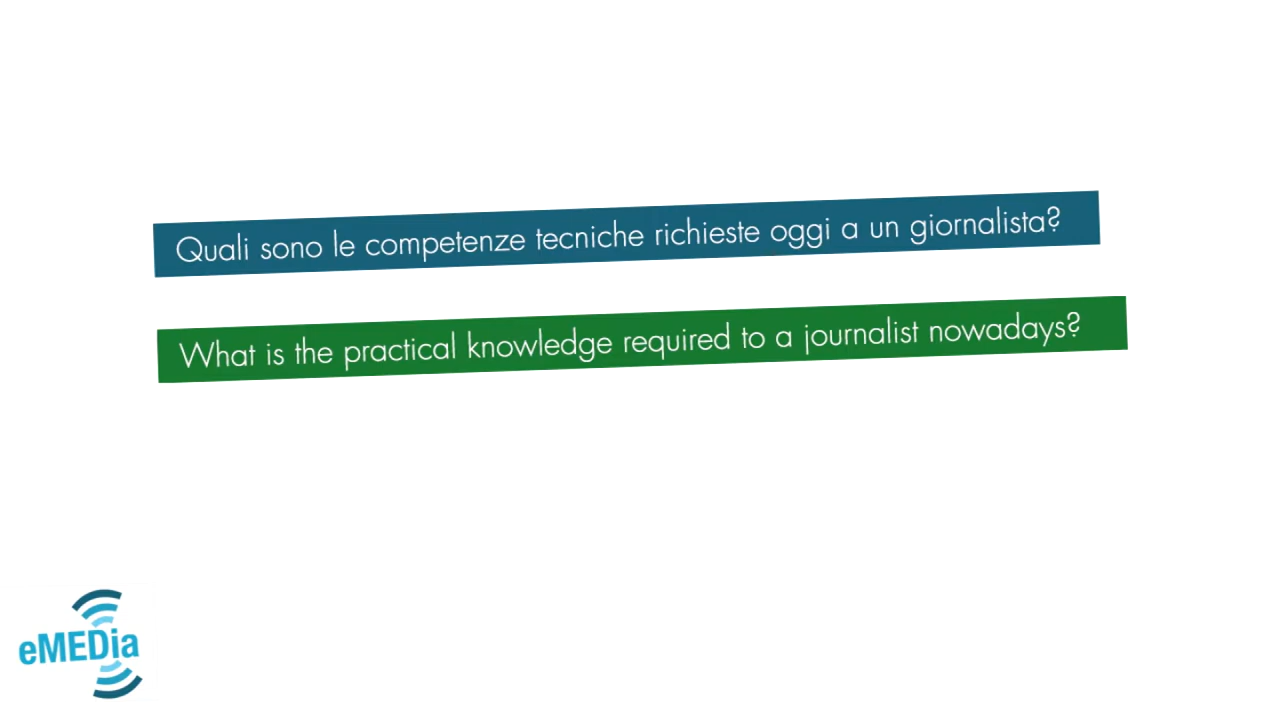 Quali sono le competenze tecniche richieste oggi a un giornalista?
What is the practical knowledge required to a journalist nowadays?
eMEDia